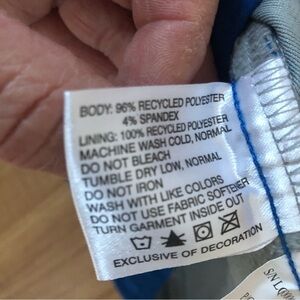 BODY: 96% RECYCLED POLYESTER
4% SPANDEX
LINING: 100% RECYCLED POLYESTER
MACHINE WASH COLD, NORMAL
DO NOT BLEACH
TUMBLE DRY LOW, NORMAL
DO NOT IRON
WASH WITH LIKE COLORS
DO NOT USE FABRIC SOFTENER
TURN GARMENT INSIDE OUT
EXCLUSIVE OF DECORATION